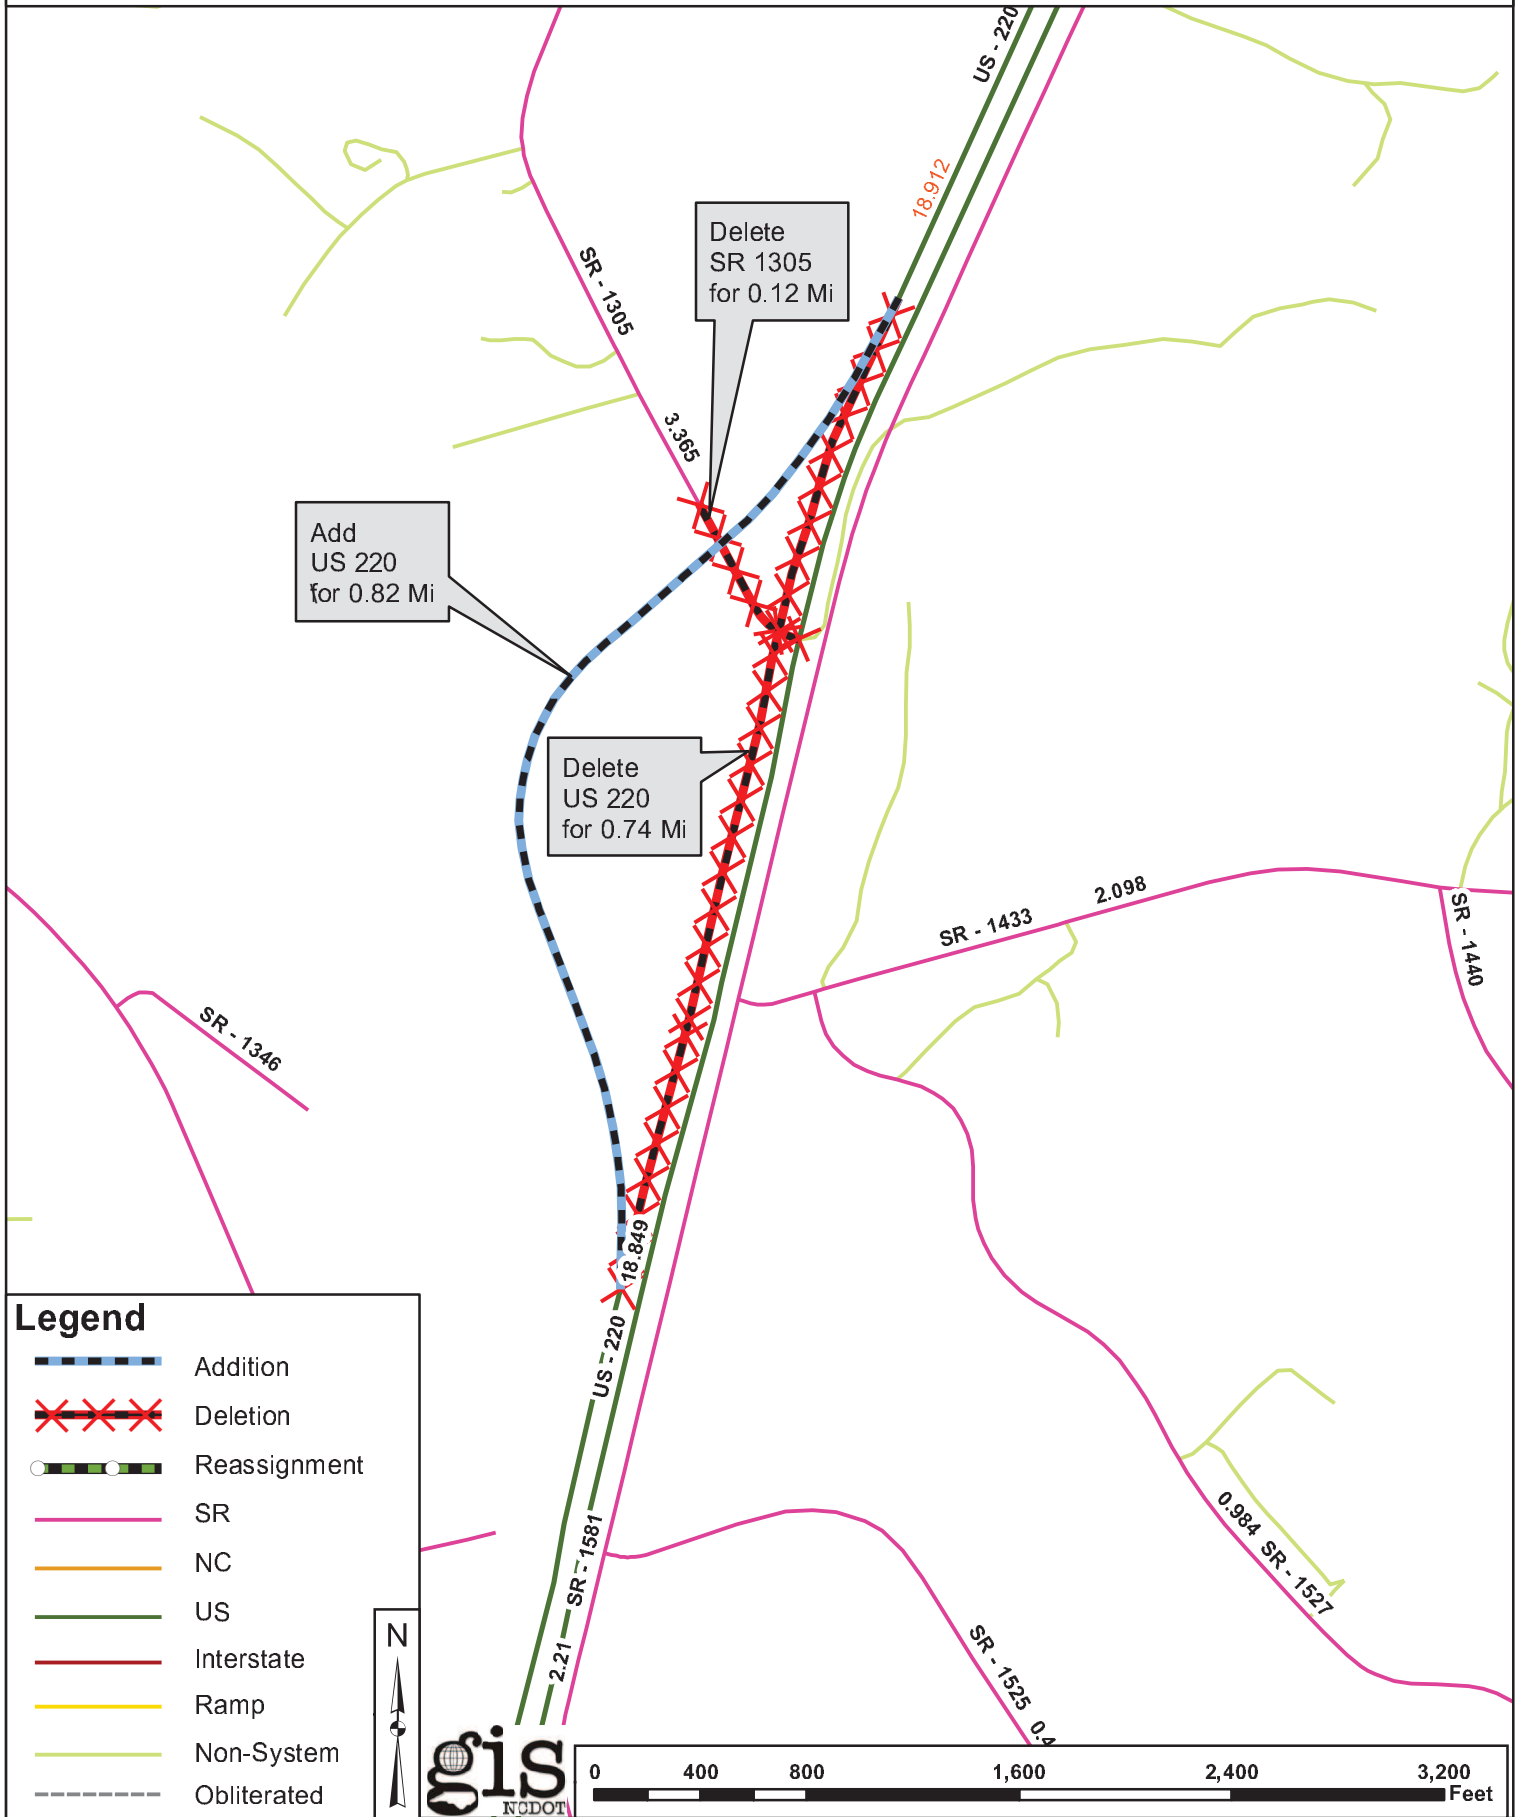 US - 220
18.912
Delete
SR 1305
for 0.12 Mi
SR - 1305
3.365
Add
US 220
for 0.82 Mi
Delete
US 220
for 0.74 Mi
2.098
SR - 1433
SR - 1440
SR - 1346
18.849
US - 220
SR - 1581
2.21
0.984 SR - 1527
SR - 1525 0.4
Legend
Addition
Deletion
Reassignment
SR
NC
US
Interstate
Ramp
Non-System
Obliterated
N
gis
NCDOT
0 400 800 1,600 2,400 3,200
Feet